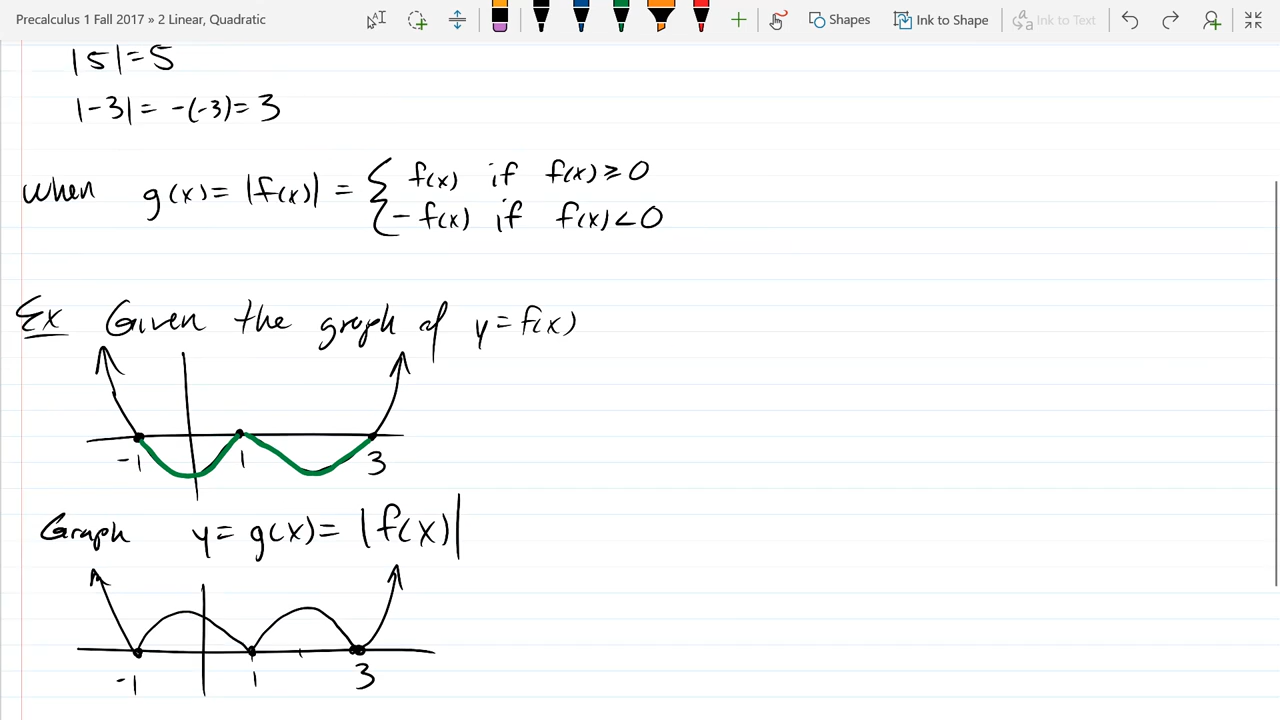 Precalculus 1 Fall 2017 » 2 Linear, Quadratic
Shapes
Ink to Shape
Ink to Text
|5|=5
|-3|= -(-3)= 3
when g(x)= |f(x)| = { f(x) if f(x)≥0
{ -f(x) if f(x)<0
Ex Given the graph of y=f(x)
-1 1 3
Graph y= g(x)= |f(x)|
-1 1 3